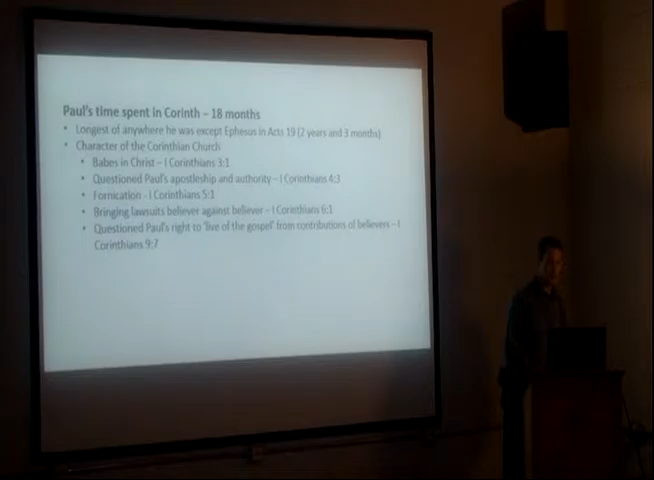 Paul's time spent in Corinth – 18 months
• Longest of anywhere he was except Ephesus in Acts 19 (2 years and 3 months)
• Character of the Corinthian Church
• Babes in Christ – I Corinthians 3:1
• Questioned Paul's apostleship and authority – I Corinthians 4:3
• Fornication - I Corinthians 5:1
• Bringing lawsuits believer against believer – I Corinthians 6:1
• Questioned Paul's right to 'live of the gospel' from contributions of believers – I
Corinthians 9:7